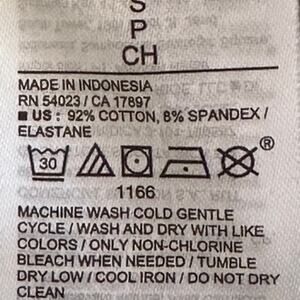 S
P
CH
MADE IN INDONESIA
RN 54023 / CA 17897
■ US: 92% COTTON, 8% SPANDEX /
ELASTANE
30
®
1166
MACHINE WASH COLD GENTLE
CYCLE / WASH AND DRY WITH LIKE
COLORS / ONLY NON-CHLORINE
BLEACH WHEN NEEDED / TUMBLE
DRY LOW / COOL IRON / DO NOT DRY
CLEAN